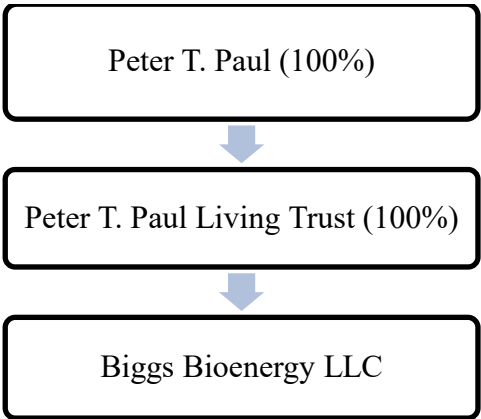 Peter T. Paul (100%)
Peter T. Paul Living Trust (100%)
Biggs Bioenergy LLC